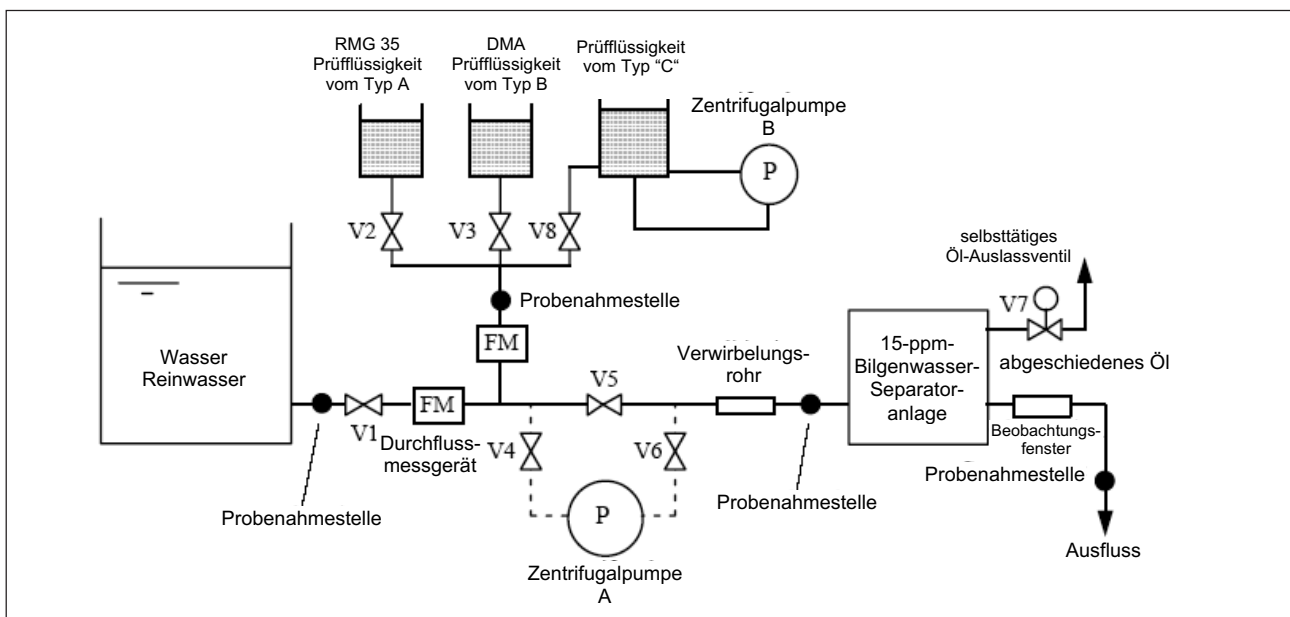 RMG 35
Prüfflüssigkeit
vom Typ A
DMA
Prüfflüssigkeit
vom Typ B
Prüfflüssigkeit
vom Typ “C“
Zentrifugalpumpe
B
P
V2
V3
V8
selbsttätiges
Öl-Auslassventil
V7
Probenahmestelle
FM
Wasser
Reinwasser
Verwirbelungs-
rohr
15-ppm-
Bilgenwasser-
Separator-
anlage
abgeschiedenes Öl
V5
V1
FM
Durchfluss-
messgerät
V4
V6
Beobachtungs-
fenster
Probenahmestelle
Probenahmestelle
Probenahmestelle
P
Zentrifugalpumpe
A
Ausfluss